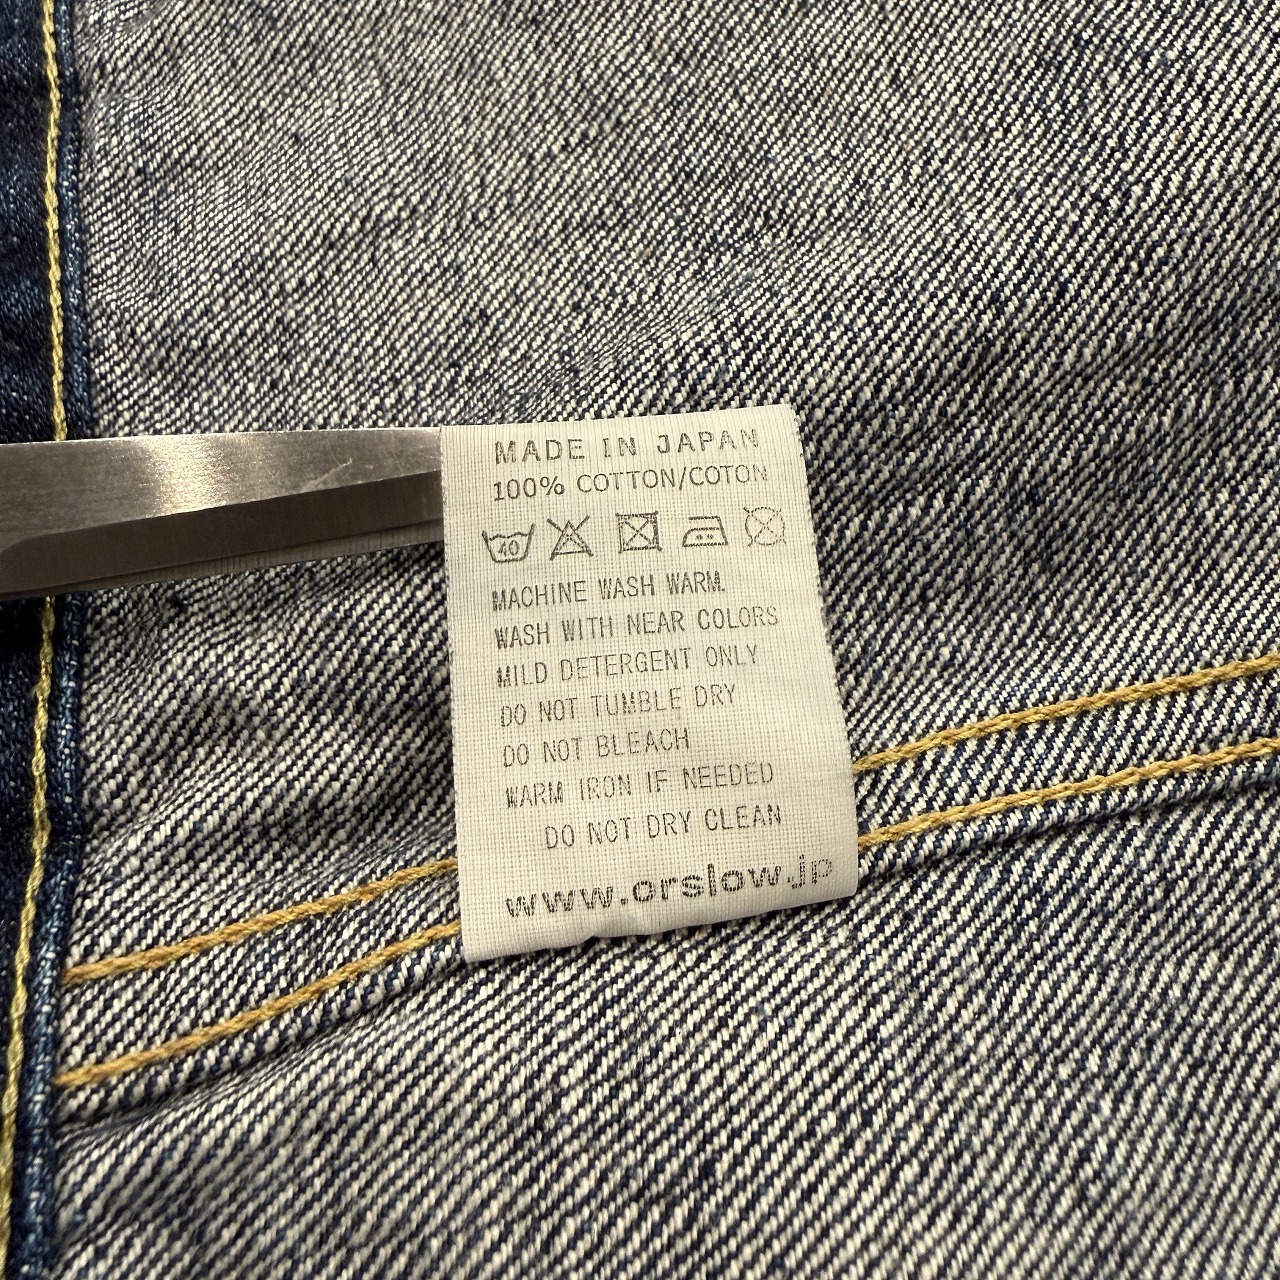 MADE IN JAPAN
100% COTTON/COTON
40
MACHINE WASH WARM.
WASH WITH NEAR COLORS
MILD DETERGENT ONLY
DO NOT TUMBLE DRY
DO NOT BLEACH
WARM IRON IF NEEDED
DO NOT DRY CLEAN
www.orslow.jp